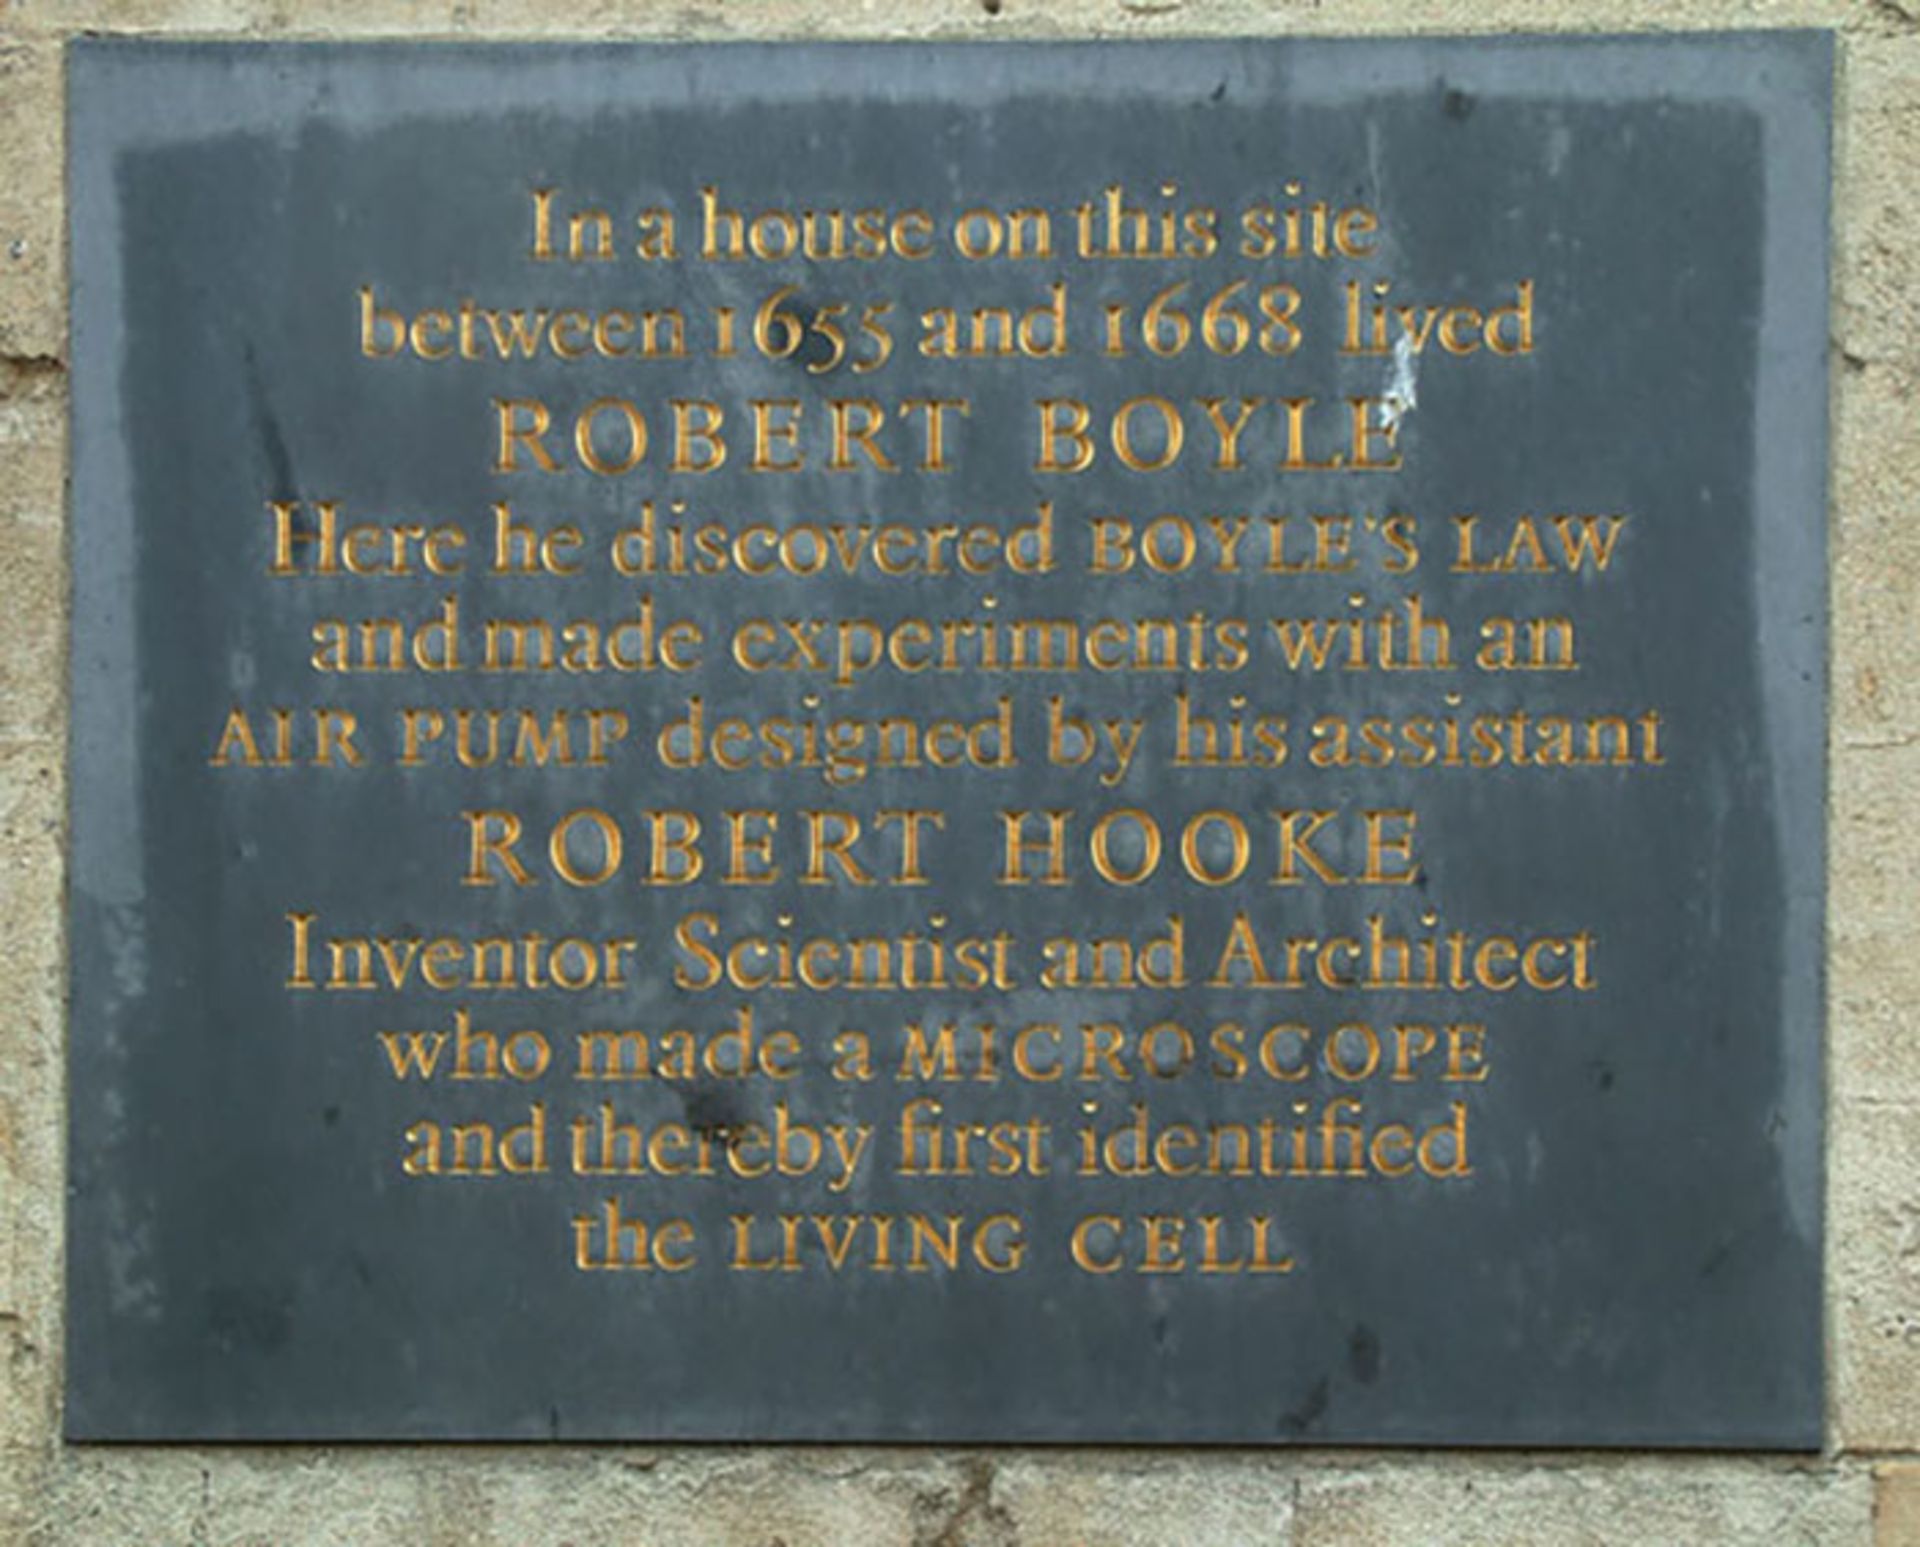 In a house on this site
between 1655 and 1668 lived
ROBERT BOYLE
Here he discovered BOYLE'S LAW
and made experiments with an
AIR PUMP designed by his assistant
ROBERT HOOKE
Inventor Scientist and Architect
who made a MICROSCOPE
and thereby first identified
the LIVING CELL